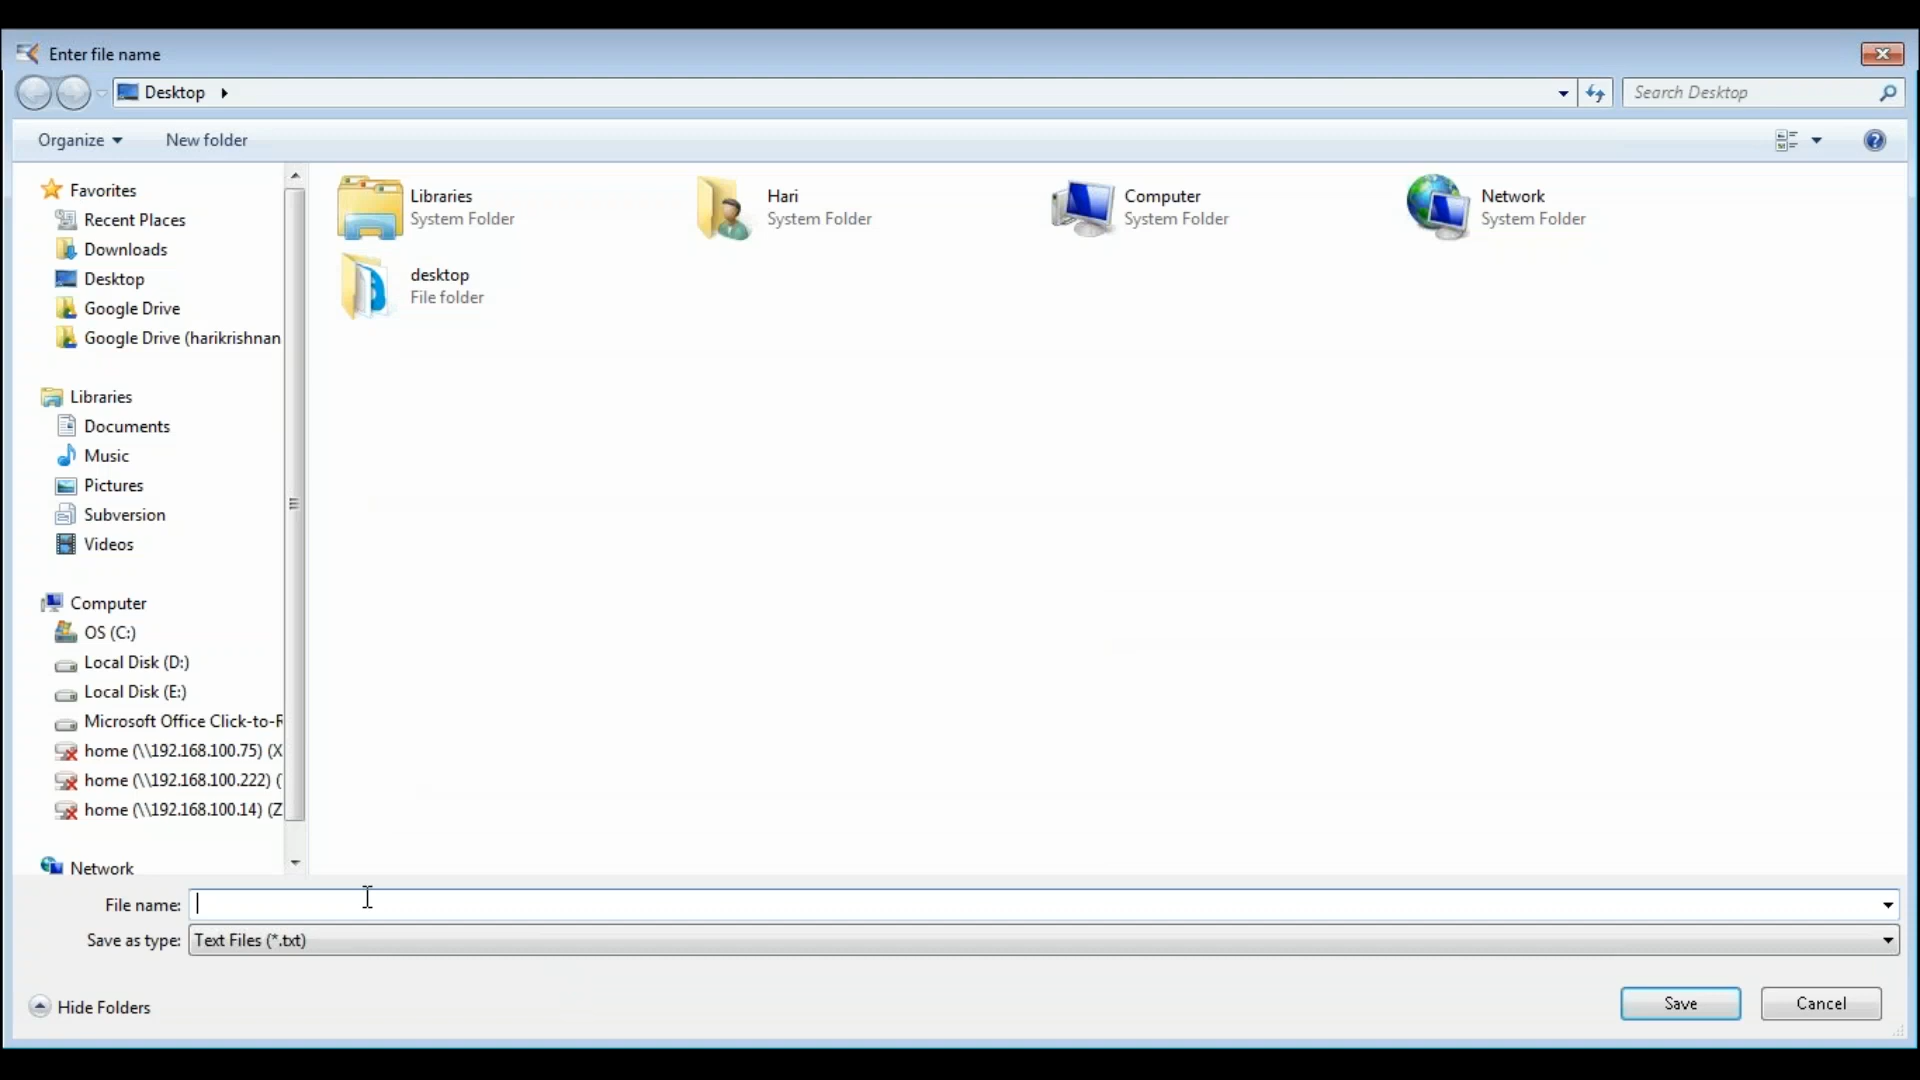 Enter file name
Desktop
Search Desktop
Organize
New folder
Favorites
Recent Places
Downloads
Desktop
Google Drive
Google Drive (harikrishnan
Libraries
Documents
Music
Pictures
Subversion
Videos
Computer
OS (C:)
Local Disk (D:)
Local Disk (E:)
Microsoft Office Click-to-R
home (\\192.168.100.75) (X
home (\\192.168.100.222) (
home (\\192.168.100.14) (Z
Network
Libraries
System Folder
Hari
System Folder
Computer
System Folder
Network
System Folder
desktop
File folder
File name:
Save as type: Text Files (*.txt)
Hide Folders
Save
Cancel